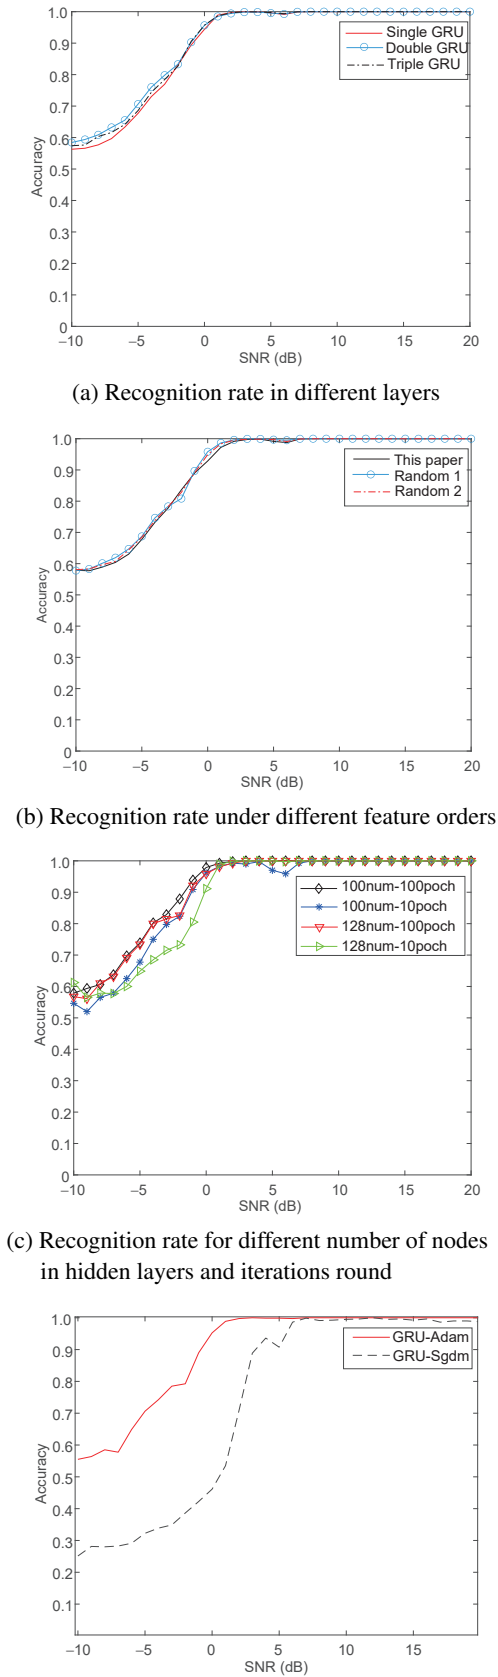 1.0
0.9
0.8
0.7
0.6
0.5
0.4
0.3
0.2
0.1
0
Accuracy
Single GRU
Double GRU
Triple GRU
–10 –5 0 5 10 15 20
SNR (dB)
(a) Recognition rate in different layers
1.0
0.9
0.8
0.7
0.6
0.5
0.4
0.3
0.2
0.1
0
Accuracy
This paper
Random 1
Random 2
–10 –5 0 5 10 15 20
SNR (dB)
(b) Recognition rate under different feature orders
1.0
0.9
0.8
0.7
0.6
0.5
0.4
0.3
0.2
0.1
0
Accuracy
100num-100poch
100num-10poch
128num-100poch
128num-10poch
–10 –5 0 5 10 15 20
SNR (dB)
(c) Recognition rate for different number of nodes
in hidden layers and iterations round
1.0
0.9
0.8
0.7
0.6
0.5
0.4
0.3
0.2
0.1
Accuracy
GRU-Adam
GRU-Sgdm
–10 –5 0 5 10 15
SNR (dB)